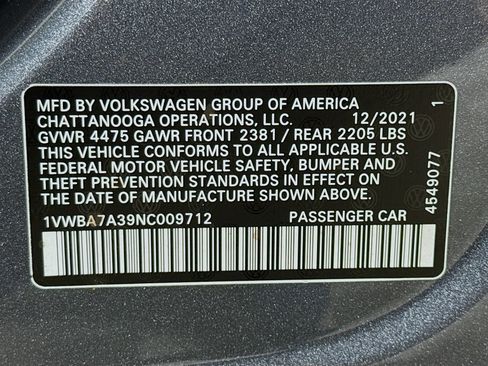 MFD BY VOLKSWAGEN GROUP OF AMERICA
CHATTANOOGA OPERATIONS, LLC. 12/2021
GVWR 4475 GAWR FRONT 2381 / REAR 2205 LBS
THIS VEHICLE CONFORMS TO ALL APPLICABLE U.S.
FEDERAL MOTOR VEHICLE SAFETY, BUMPER AND
THEFT PREVENTION STANDARDS IN EFFECT ON THE
DATE OF MANUFACTURE SHOWN ABOVE.
1VWBA7A39NC009712 PASSENGER CAR
4549077 1